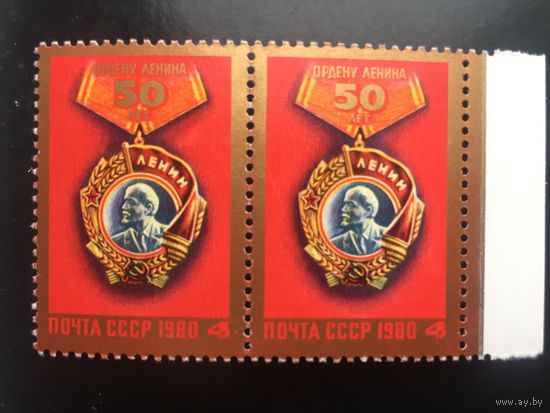 ОРДЕНУ ЛЕНИНА
50
ЛЕТ
ЛЕНИН
ПОЧТА СССР 1980 4к
ОРДЕНУ ЛЕНИНА
50
ЛЕТ
ЛЕНИН
ПОЧТА СССР 1980 4к
www.ay.by